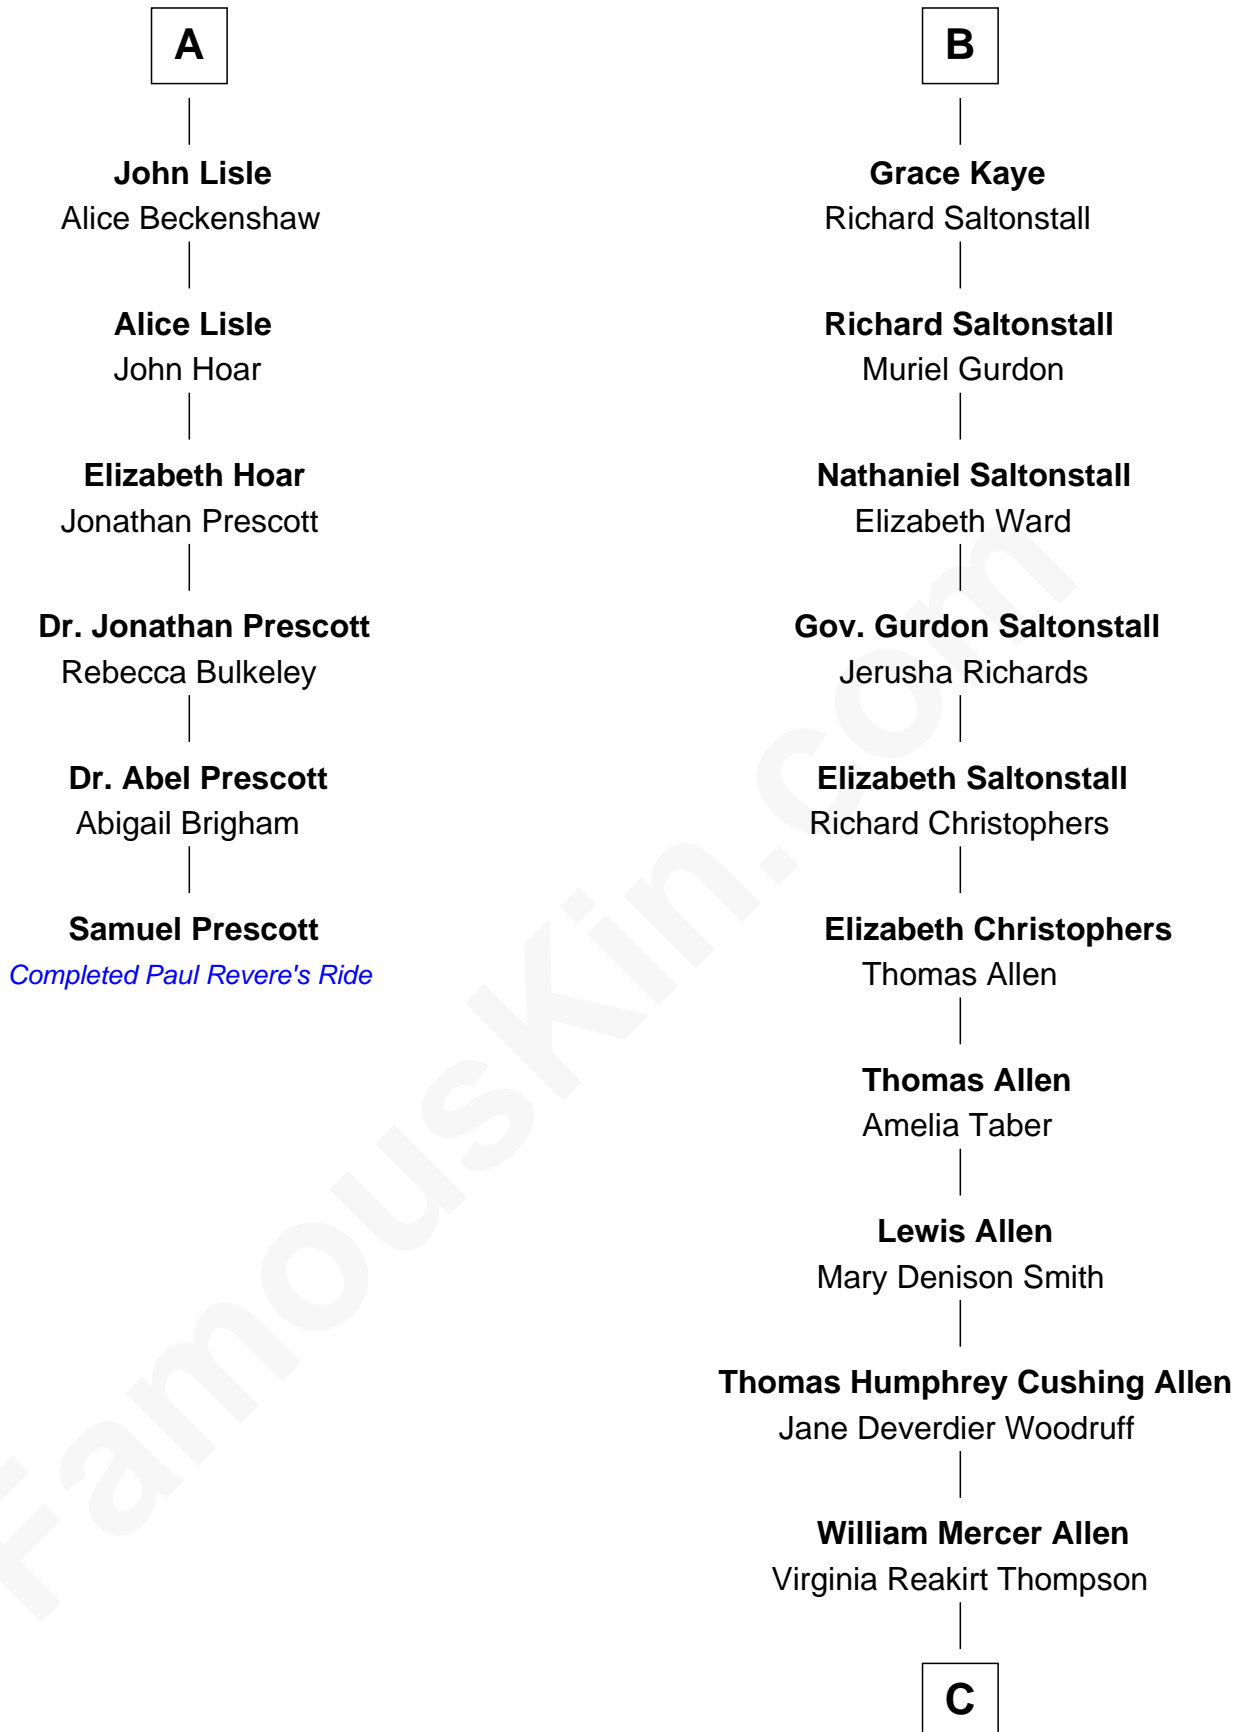 A
John Lisle
Alice Beckenshaw
Alice Lisle
John Hoar
Elizabeth Hoar
Jonathan Prescott
Dr. Jonathan Prescott
Rebecca Bulkeley
Dr. Abel Prescott
Abigail Brigham
Samuel Prescott
Completed Paul Revere's Ride
B
Grace Kaye
Richard Saltonstall
Richard Saltonstall
Muriel Gurdon
Nathaniel Saltonstall
Elizabeth Ward
Gov. Gurdon Saltonstall
Jerusha Richards
Elizabeth Saltonstall
Richard Christophers
Elizabeth Christophers
Thomas Allen
Thomas Allen
Amelia Taber
Lewis Allen
Mary Denison Smith
Thomas Humphrey Cushing Allen
Jane Deverdier Woodruff
William Mercer Allen
Virginia Reakirt Thompson
C
FamousKin.com